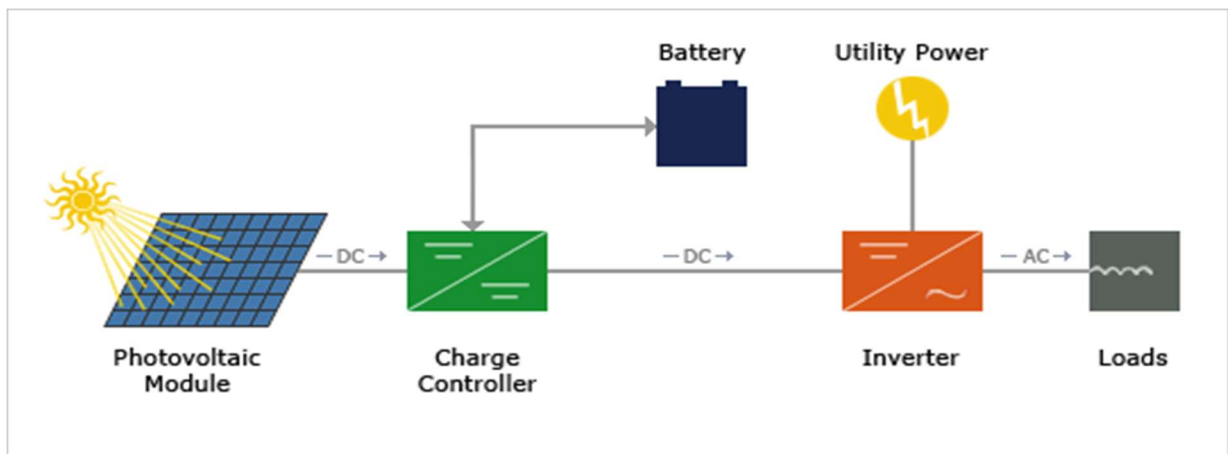 Battery
Utility Power
DC
DC
AC
Photovoltaic
Module
Charge
Controller
Inverter
Loads